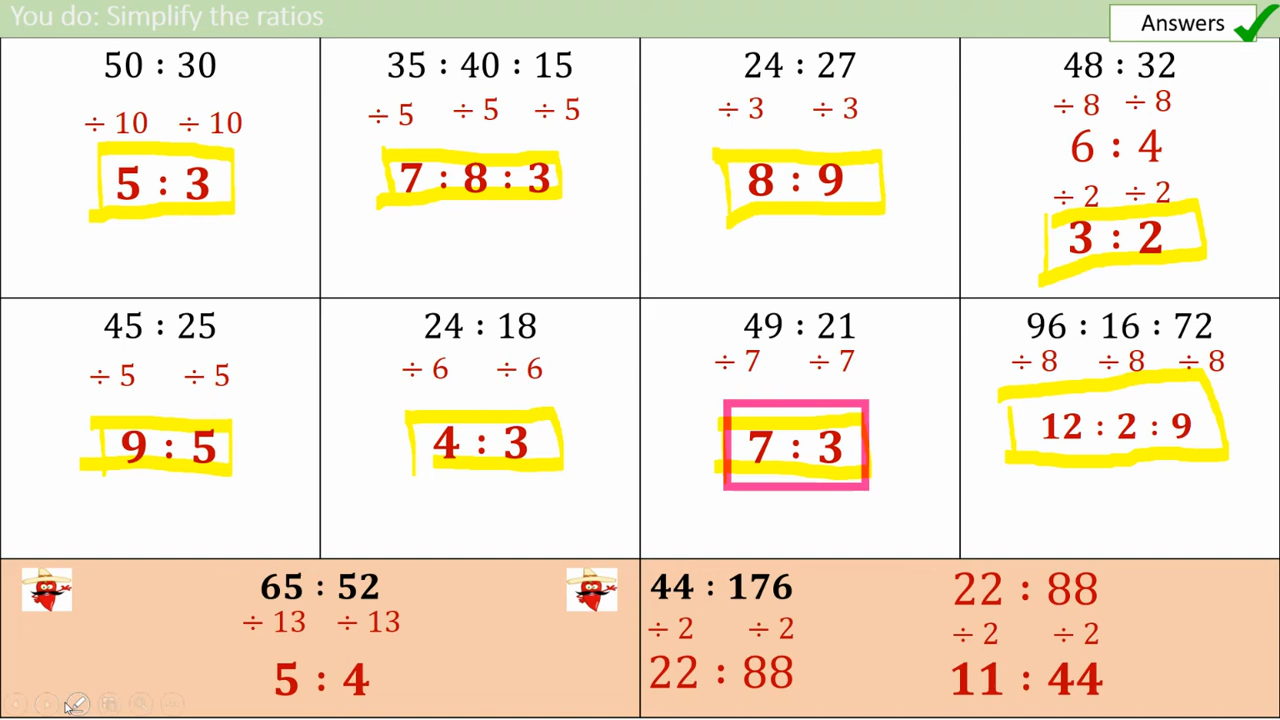 You do: Simplify the ratios
Answers
50 : 30
÷ 10 ÷ 10
5 : 3
35 : 40 : 15
÷ 5 ÷ 5 ÷ 5
7 : 8 : 3
24 : 27
÷ 3 ÷ 3
8 : 9
48 : 32
÷ 8 ÷ 8
6 : 4
÷ 2 ÷ 2
3 : 2
45 : 25
÷ 5 ÷ 5
9 : 5
24 : 18
÷ 6 ÷ 6
4 : 3
49 : 21
÷ 7 ÷ 7
7 : 3
96 : 16 : 72
÷ 8 ÷ 8 ÷ 8
12 : 2 : 9
65 : 52
÷ 13 ÷ 13
5 : 4
44 : 176
÷ 2 ÷ 2
22 : 88
22 : 88
÷ 2 ÷ 2
11 : 44